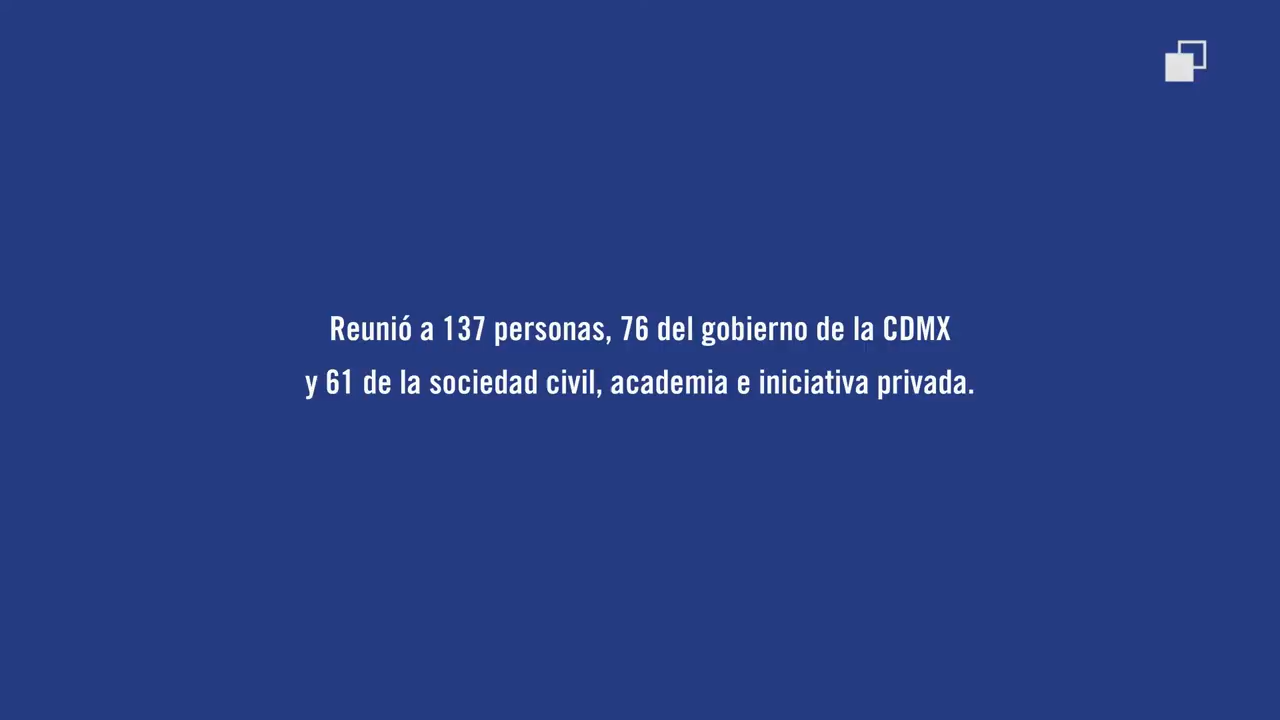 Reunió a 137 personas, 76 del gobierno de la CDMX
y 61 de la sociedad civil, academia e iniciativa privada.